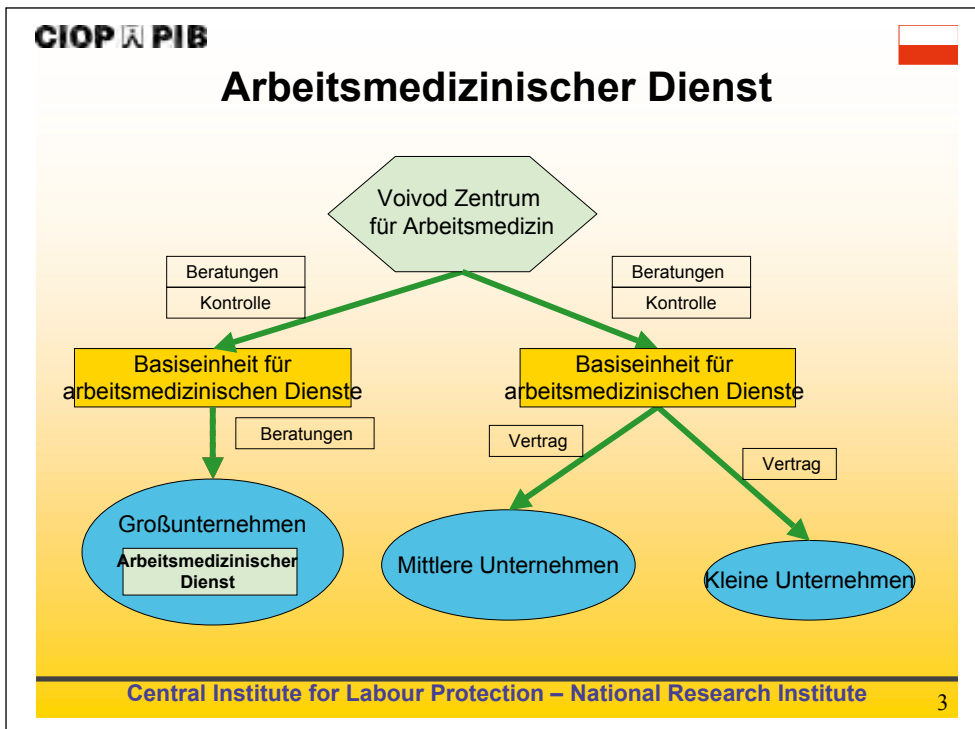 CIOP PIB
Arbeitsmedizinischer Dienst
Voivod Zentrum
für Arbeitsmedizin
Beratungen
Kontrolle
Beratungen
Kontrolle
Basiseinheit für
arbeitsmedizinischen Dienste
Basiseinheit für
arbeitsmedizinischen Dienste
Beratungen
Vertrag
Vertrag
Großunternehmen
Arbeitsmedizinischer
Dienst
Mittlere Unternehmen
Kleine Unternehmen
Central Institute for Labour Protection – National Research Institute
3